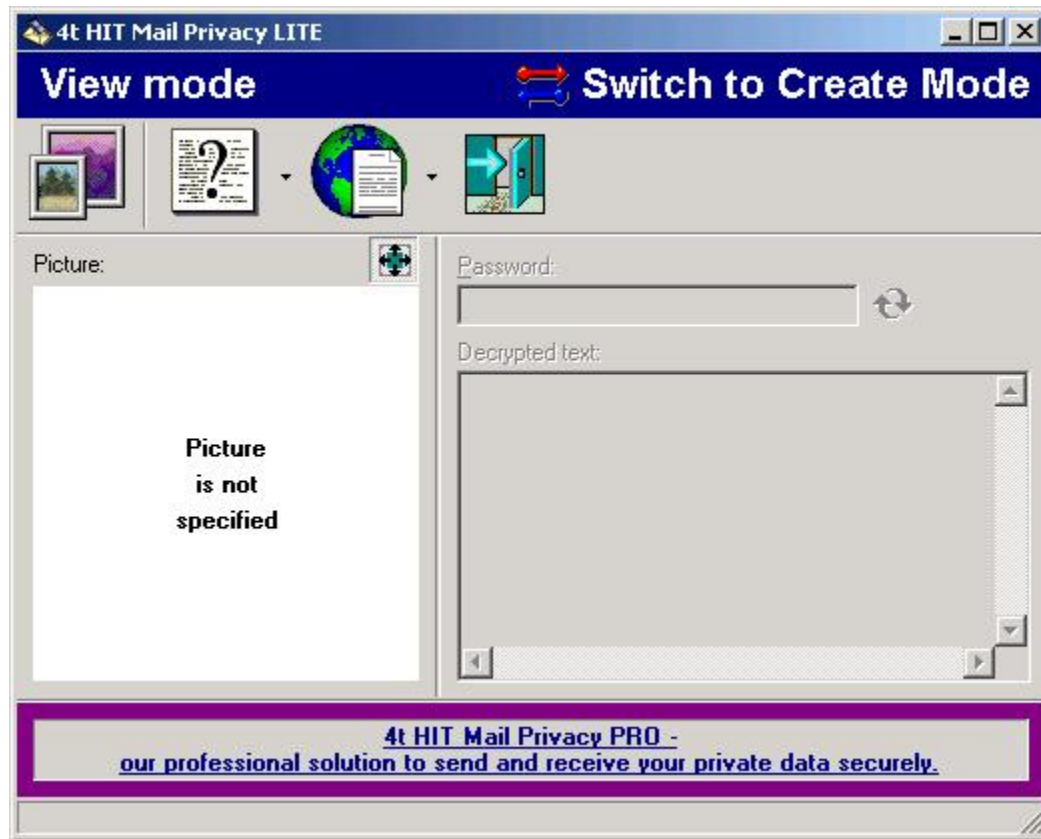 4t HIT Mail Privacy LITE
View mode
Switch to Create Mode
?
Picture:
Password:
Decrypted text:
Picture
is not
specified
4t HIT Mail Privacy PRO -
our professional solution to send and receive your private data securely.